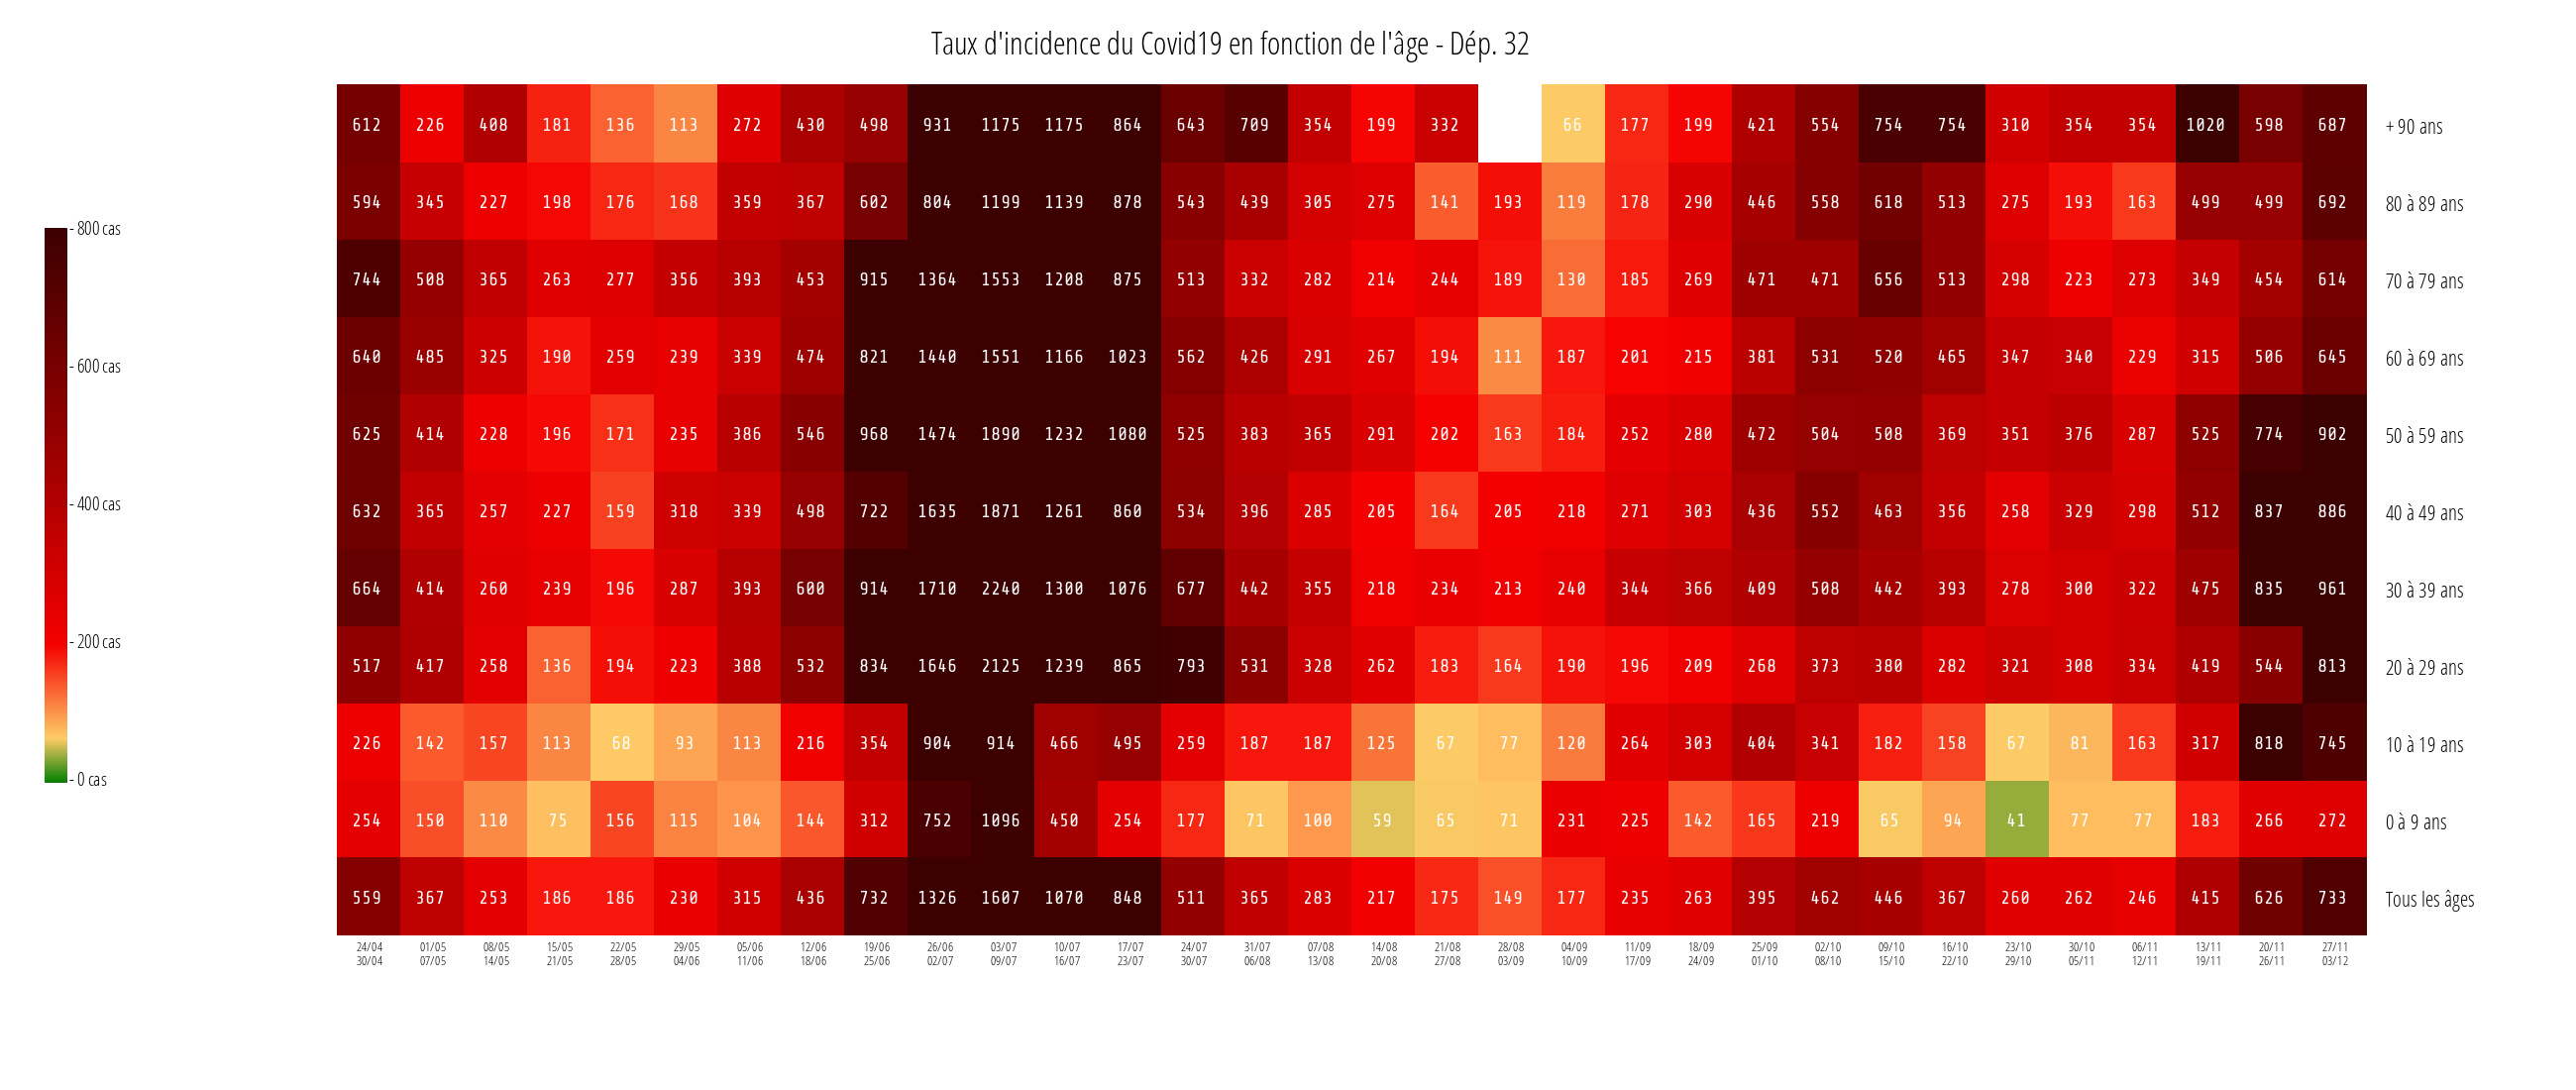 Taux d'incidence du Covid19 en fonction de l'âge - Dép. 32
- 800 cas
- 600 cas
- 400 cas
- 200 cas
- 0 cas
612 226 408 181 136 113 272 430 498 931 1175 1175 864 643 709 354 199 332 66 177 199 421 554 754 754 310 354 354 1020 598 687 + 90 ans
594 345 227 198 176 168 359 367 602 804 1199 1139 878 543 439 305 275 141 193 119 178 290 446 558 618 513 275 193 163 499 499 692 80 à 89 ans
744 508 365 263 277 356 393 453 915 1364 1553 1208 875 513 332 282 214 244 189 130 185 269 471 471 656 513 298 223 273 349 454 614 70 à 79 ans
640 485 325 190 259 239 339 474 821 1440 1551 1166 1023 562 426 291 267 194 111 187 201 215 381 531 520 465 347 340 229 315 506 645 60 à 69 ans
625 414 228 196 171 235 386 546 968 1474 1890 1232 1080 525 383 365 291 202 163 184 252 280 472 504 508 369 351 376 287 525 774 902 50 à 59 ans
632 365 257 227 159 318 339 498 722 1635 1871 1261 860 534 396 285 205 164 205 218 271 303 436 552 463 356 258 329 298 512 837 886 40 à 49 ans
664 414 260 239 196 287 393 600 914 1710 2240 1300 1076 677 442 355 218 234 213 240 344 366 409 508 442 393 278 300 322 475 835 961 30 à 39 ans
517 417 258 136 194 223 388 532 834 1646 2125 1239 865 793 531 328 262 183 164 190 196 209 268 373 380 282 321 308 334 419 544 813 20 à 29 ans
226 142 157 113 68 93 113 216 354 904 914 466 495 259 187 187 125 67 77 120 264 303 404 341 182 158 67 81 163 317 818 745 10 à 19 ans
254 150 110 75 156 115 104 144 312 752 1096 450 254 177 71 100 59 65 71 231 225 142 165 219 65 94 41 77 77 183 266 272 0 à 9 ans
559 367 253 186 186 230 315 436 732 1326 1607 1070 848 511 365 283 217 175 149 177 235 263 395 462 446 367 260 262 246 415 626 733 Tous les âges
24/04 01/05 08/05 15/05 22/05 29/05 05/06 12/06 19/06 26/06 03/07 10/07 17/07 24/07 31/07 07/08 14/08 21/08 28/08 04/09 11/09 18/09 25/09 02/10 09/10 16/10 23/10 30/10 06/11 13/11 20/11 27/11
30/04 07/05 14/05 21/05 28/05 04/06 11/06 18/06 25/06 02/07 09/07 16/07 23/07 30/07 06/08 13/08 20/08 27/08 03/09 10/09 17/09 24/09 01/10 08/10 15/10 22/10 29/10 05/11 12/11 19/11 26/11 03/12